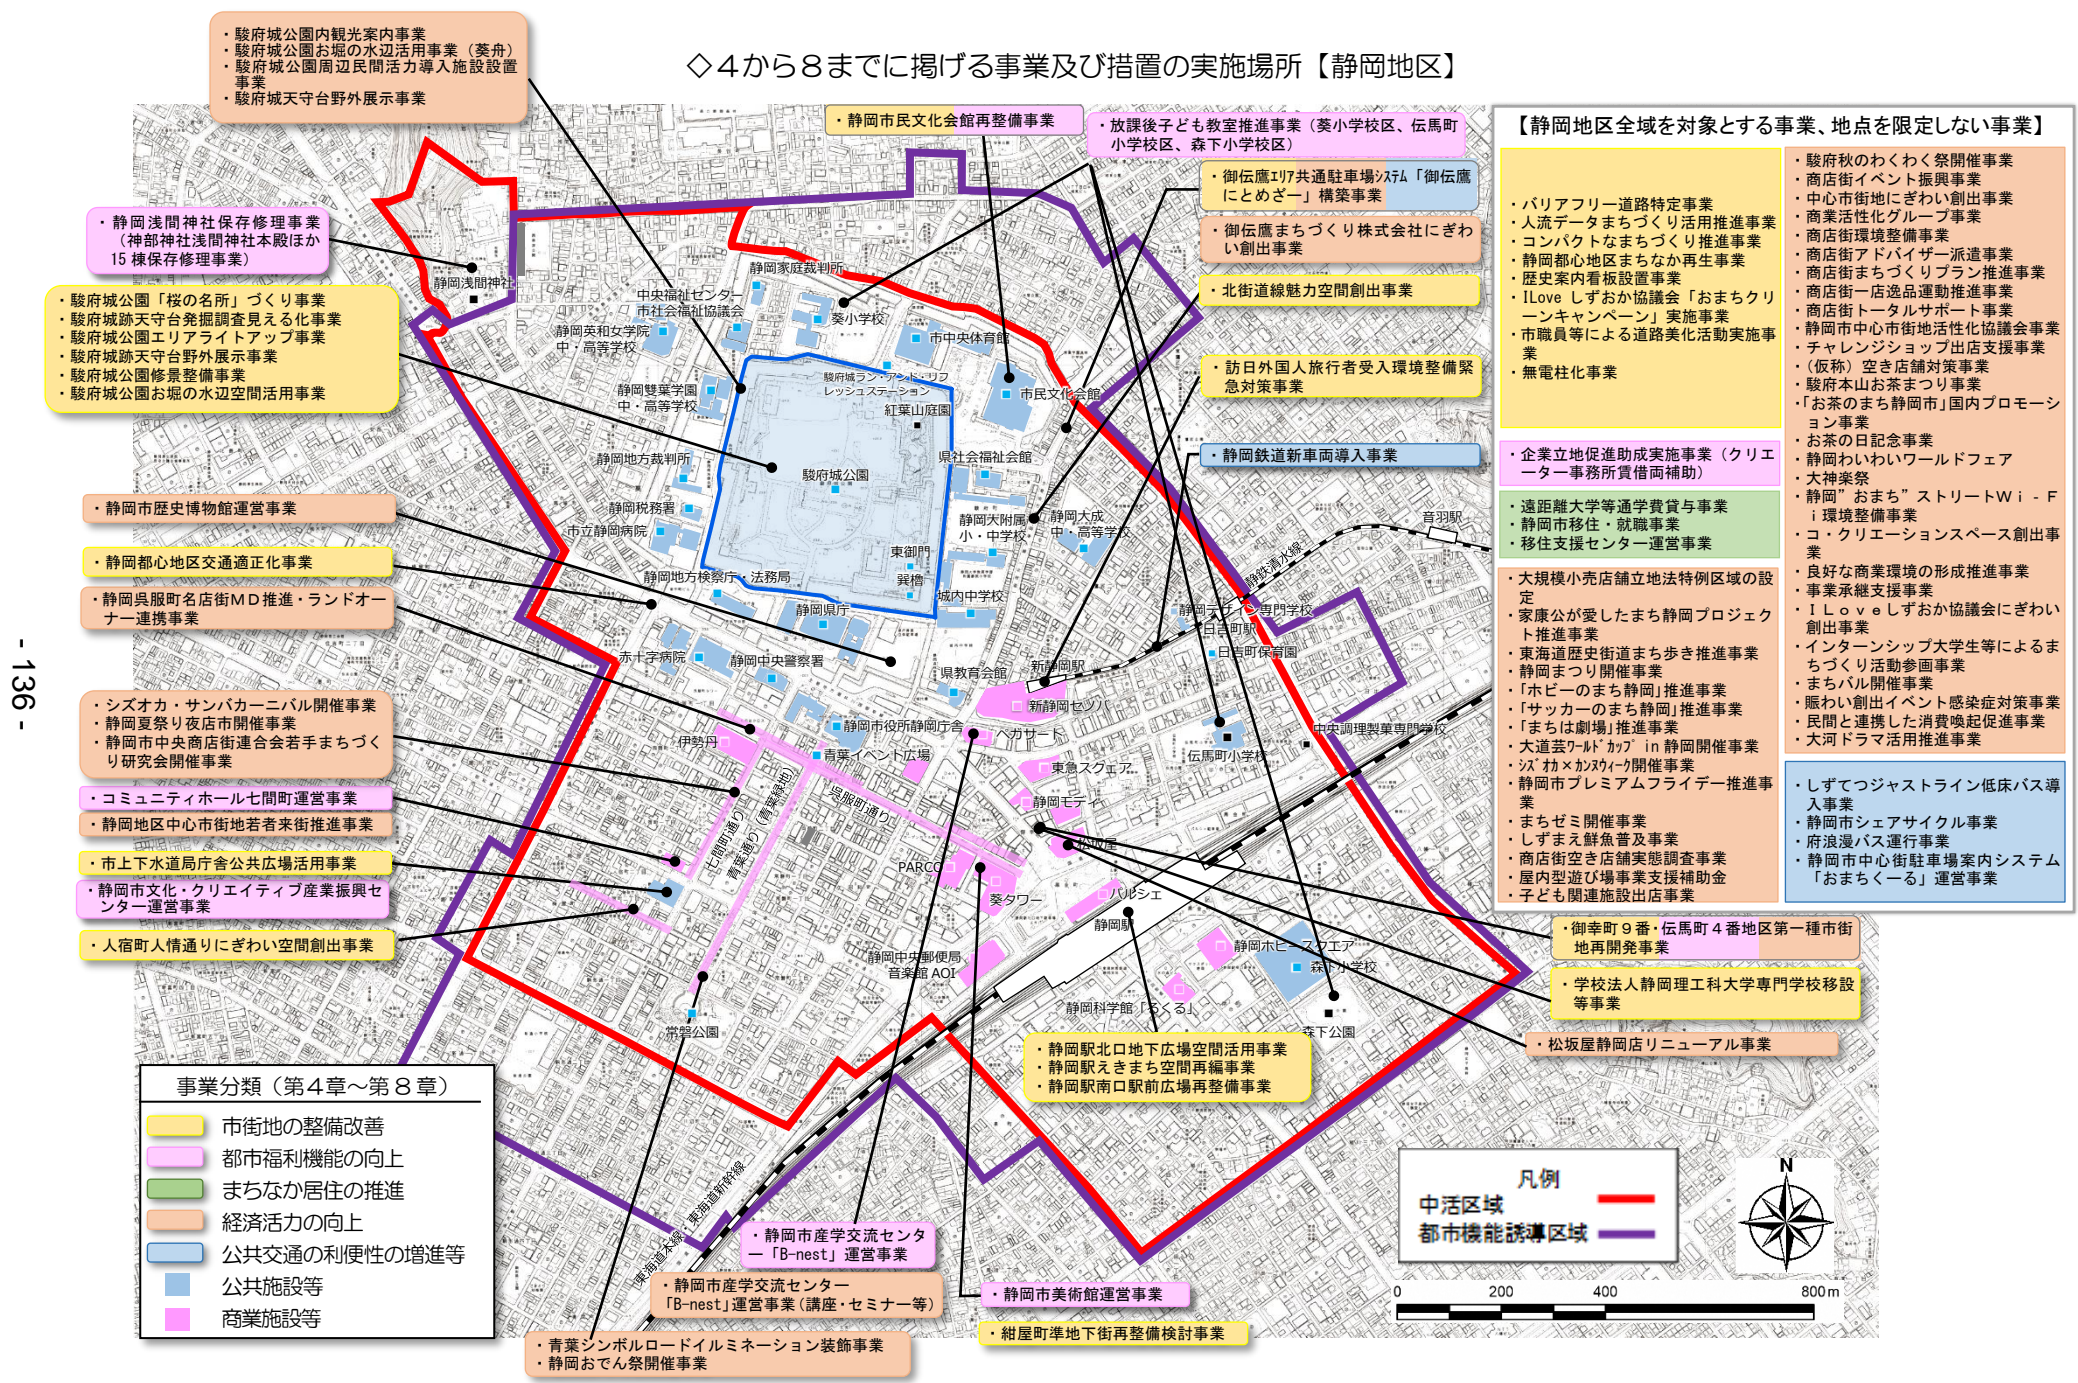 ◇４から８までに掲げる事業及び措置の実施場所【静岡地区】
・駿府城公園内観光案内事業
・駿府城公園お堀の水辺活用事業（葵舟）
・駿府城公園周辺民間活力導入施設設置
事業
・駿府城天守台野外展示事業
・静岡浅間神社保存修理事業
（神部神社浅間神社本殿ほか
15 棟保存修理事業）
・駿府城公園「桜の名所」づくり事業
・駿府城跡天守台発掘調査見える化事業
・駿府城公園エリアライトアップ事業
・駿府城跡天守台野外展示事業
・駿府城公園修景整備事業
・駿府城公園お堀の水辺空間活用事業
・静岡市歴史博物館運営事業
・静岡都心地区交通適正化事業
・静岡呉服町名店街ＭＤ推進・ランドオー
ナー連携事業
・シズオカ・サンバカーニバル開催事業
・静岡夏祭り夜店市開催事業
・静岡市中央商店街連合会若手まちづく
り研究会開催事業
・コミュニティホール七間町運営事業
・静岡地区中心市街地若者来街推進事業
・市上下水道局庁舎公共広場活用事業
・静岡市文化・クリエイティブ産業振興セ
ンター運営事業
・人宿町人情通りにぎわい空間創出事業
・静岡市民文化会館再整備事業
・放課後子ども教室推進事業（葵小学校区、伝馬町
小学校区、森下小学校区）
・御伝鷹ｴﾘｱ共通駐車場ｼｽﾃﾑ「御伝鷹
にとめざー」構築事業
・御伝鷹まちづくり株式会社にぎわ
い創出事業
・北街道線魅力空間創出事業
・訪日外国人旅行者受入環境整備緊
急対策事業
・静岡鉄道新車両導入事業
【静岡地区全域を対象とする事業、地点を限定しない事業】
・バリアフリー道路特定事業
・人流データまちづくり活用推進事業
・コンパクトなまちづくり推進事業
・静岡都心地区まちなか再生事業
・歴史案内看板設置事業
・ILove しずおか協議会「おまちクリ
ーンキャンペーン」実施事業
・市職員等による道路美化活動実施事
業
・無電柱化事業
・企業立地促進助成実施事業（クリエ
ーター事務所賃借両補助）
・遠距離大学等通学費貸与事業
・静岡市移住・就職事業
・移住支援センター運営事業
・大規模小売店舗立地法特例区域の設
定
・家康公が愛したまち静岡プロジェク
ト推進事業
・東海道歴史街道まち歩き推進事業
・静岡まつり開催事業
・｢ホビーのまち静岡｣推進事業
・｢サッカーのまち静岡｣推進事業
・｢まちは劇場｣推進事業
・大道芸ﾜｰﾙﾄﾞｶｯﾌﾟ in 静岡開催事業
・ｼｽﾞｵｶ×ｶﾝﾇｳｨｰｸ開催事業
・静岡市プレミアムフライデー推進事
業
・まちゼミ開催事業
・しずまえ鮮魚普及事業
・商店街空き店舗実態調査事業
・屋内型遊び場事業支援補助金
・子ども関連施設出店事業
・駿府秋のわくわく祭開催事業
・商店街イベント振興事業
・中心市街地にぎわい創出事業
・商業活性化グループ事業
・商店街環境整備事業
・商店街アドバイザー派遣事業
・商店街まちづくりプラン推進事業
・商店街一店逸品運動推進事業
・商店街トータルサポート事業
・静岡市中心市街地活性化協議会事業
・チャレンジショップ出店支援事業
・（仮称）空き店舗対策事業
・駿府本山お茶まつり事業
・｢お茶のまち静岡市｣国内プロモーシ
ョン事業
・お茶の日記念事業
・静岡わいわいワールドフェア
・大神楽祭
・静岡”おまち”ストリートＷｉ‐Ｆ
ｉ環境整備事業
・コ・クリエーションスペース創出事
業
・良好な商業環境の形成推進事業
・事業承継支援事業
・ＩＬｏｖｅしずおか協議会にぎわい
創出事業
・インターンシップ大学生等によるま
ちづくり活動参画事業
・まちバル開催事業
・賑わい創出イベント感染症対策事業
・民間と連携した消費喚起促進事業
・大河ドラマ活用推進事業
・しずてつジャストライン低床バス導
入事業
・静岡市シェアサイクル事業
・府浪漫バス運行事業
・静岡市中心街駐車場案内システム
「おまちくーる」運営事業
・御幸町９番・伝馬町４番地区第一種市街
地再開発事業
・学校法人静岡理工科大学専門学校移設
等事業
・松坂屋静岡店リニューアル事業
・静岡駅北口地下広場空間活用事業
・静岡駅えきまち空間再編事業
・静岡駅南口駅前広場再整備事業
・静岡市産学交流センタ
ー「B-nest」運営事業
・静岡市産学交流センター
「B-nest｣運営事業(講座・セミナー等)
・青葉シンボルロードイルミネーション装飾事業
・静岡おでん祭開催事業
・静岡市美術館運営事業
・紺屋町準地下街再整備検討事業
静岡浅間神社
静岡家庭裁判所
中央福祉センター
市社会福祉協議会
静岡英和女学院
中・高等学校
葵小学校
市中央体育館
静岡雙葉学園
中・高等学校
駿府城ラン・アンド・リフ
レッシュステーション
紅葉山庭園
市民文化会館
静岡地方裁判所
駿府城公園
県社会福祉会館
静岡税務署
市立静岡病院
静岡大附属
小・中学校
静岡大成
中・高等学校
音羽駅
静鉄清水線
東御門
巽櫓
静岡地方検察庁・法務局
静岡県庁
城内中学校
静岡デザイン専門学校
日吉町駅
日吉町保育園
赤十字病院
静岡中央警察署
県教育会館
新静岡駅
新静岡セノバ
静岡市役所静岡庁舎
ペガサート
伊勢丹
青葉イベント広場
東急スクエア
伝馬町小学校
中央調理製菓専門学校
呉服町通り
七間町通り
青葉通り（青葉緑地）
静岡モディ
松坂屋
PARCO
葵タワー
パルシェ
静岡駅
静岡中央郵便局
音楽館 AOI
静岡ホビースクエア
森下小学校
静岡科学館「る・く・る」
森下公園
常磐公園
東海道新幹線
東海道本線
事業分類（第４章～第８章）
市街地の整備改善
都市福利機能の向上
まちなか居住の推進
経済活力の向上
公共交通の利便性の増進等
公共施設等
商業施設等
凡例
中活区域
都市機能誘導区域
N
0 200 400 800m
- 136 -